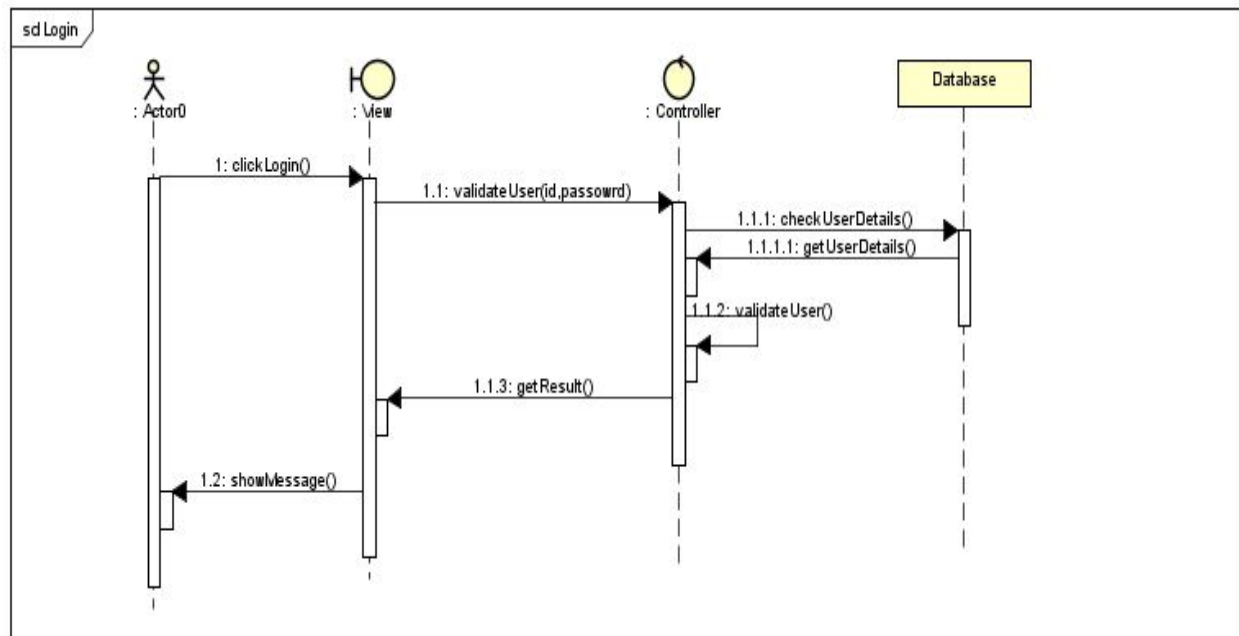 sd Login
: Actor0
: View
: Controller
Database
1: clickLogin()
1.1: validateUser(id,passowrd)
1.1.1: checkUserDetails()
1.1.1.1: getUserDetails()
1.1.2: validateUser()
1.1.3: getResult()
1.2: showMessage()